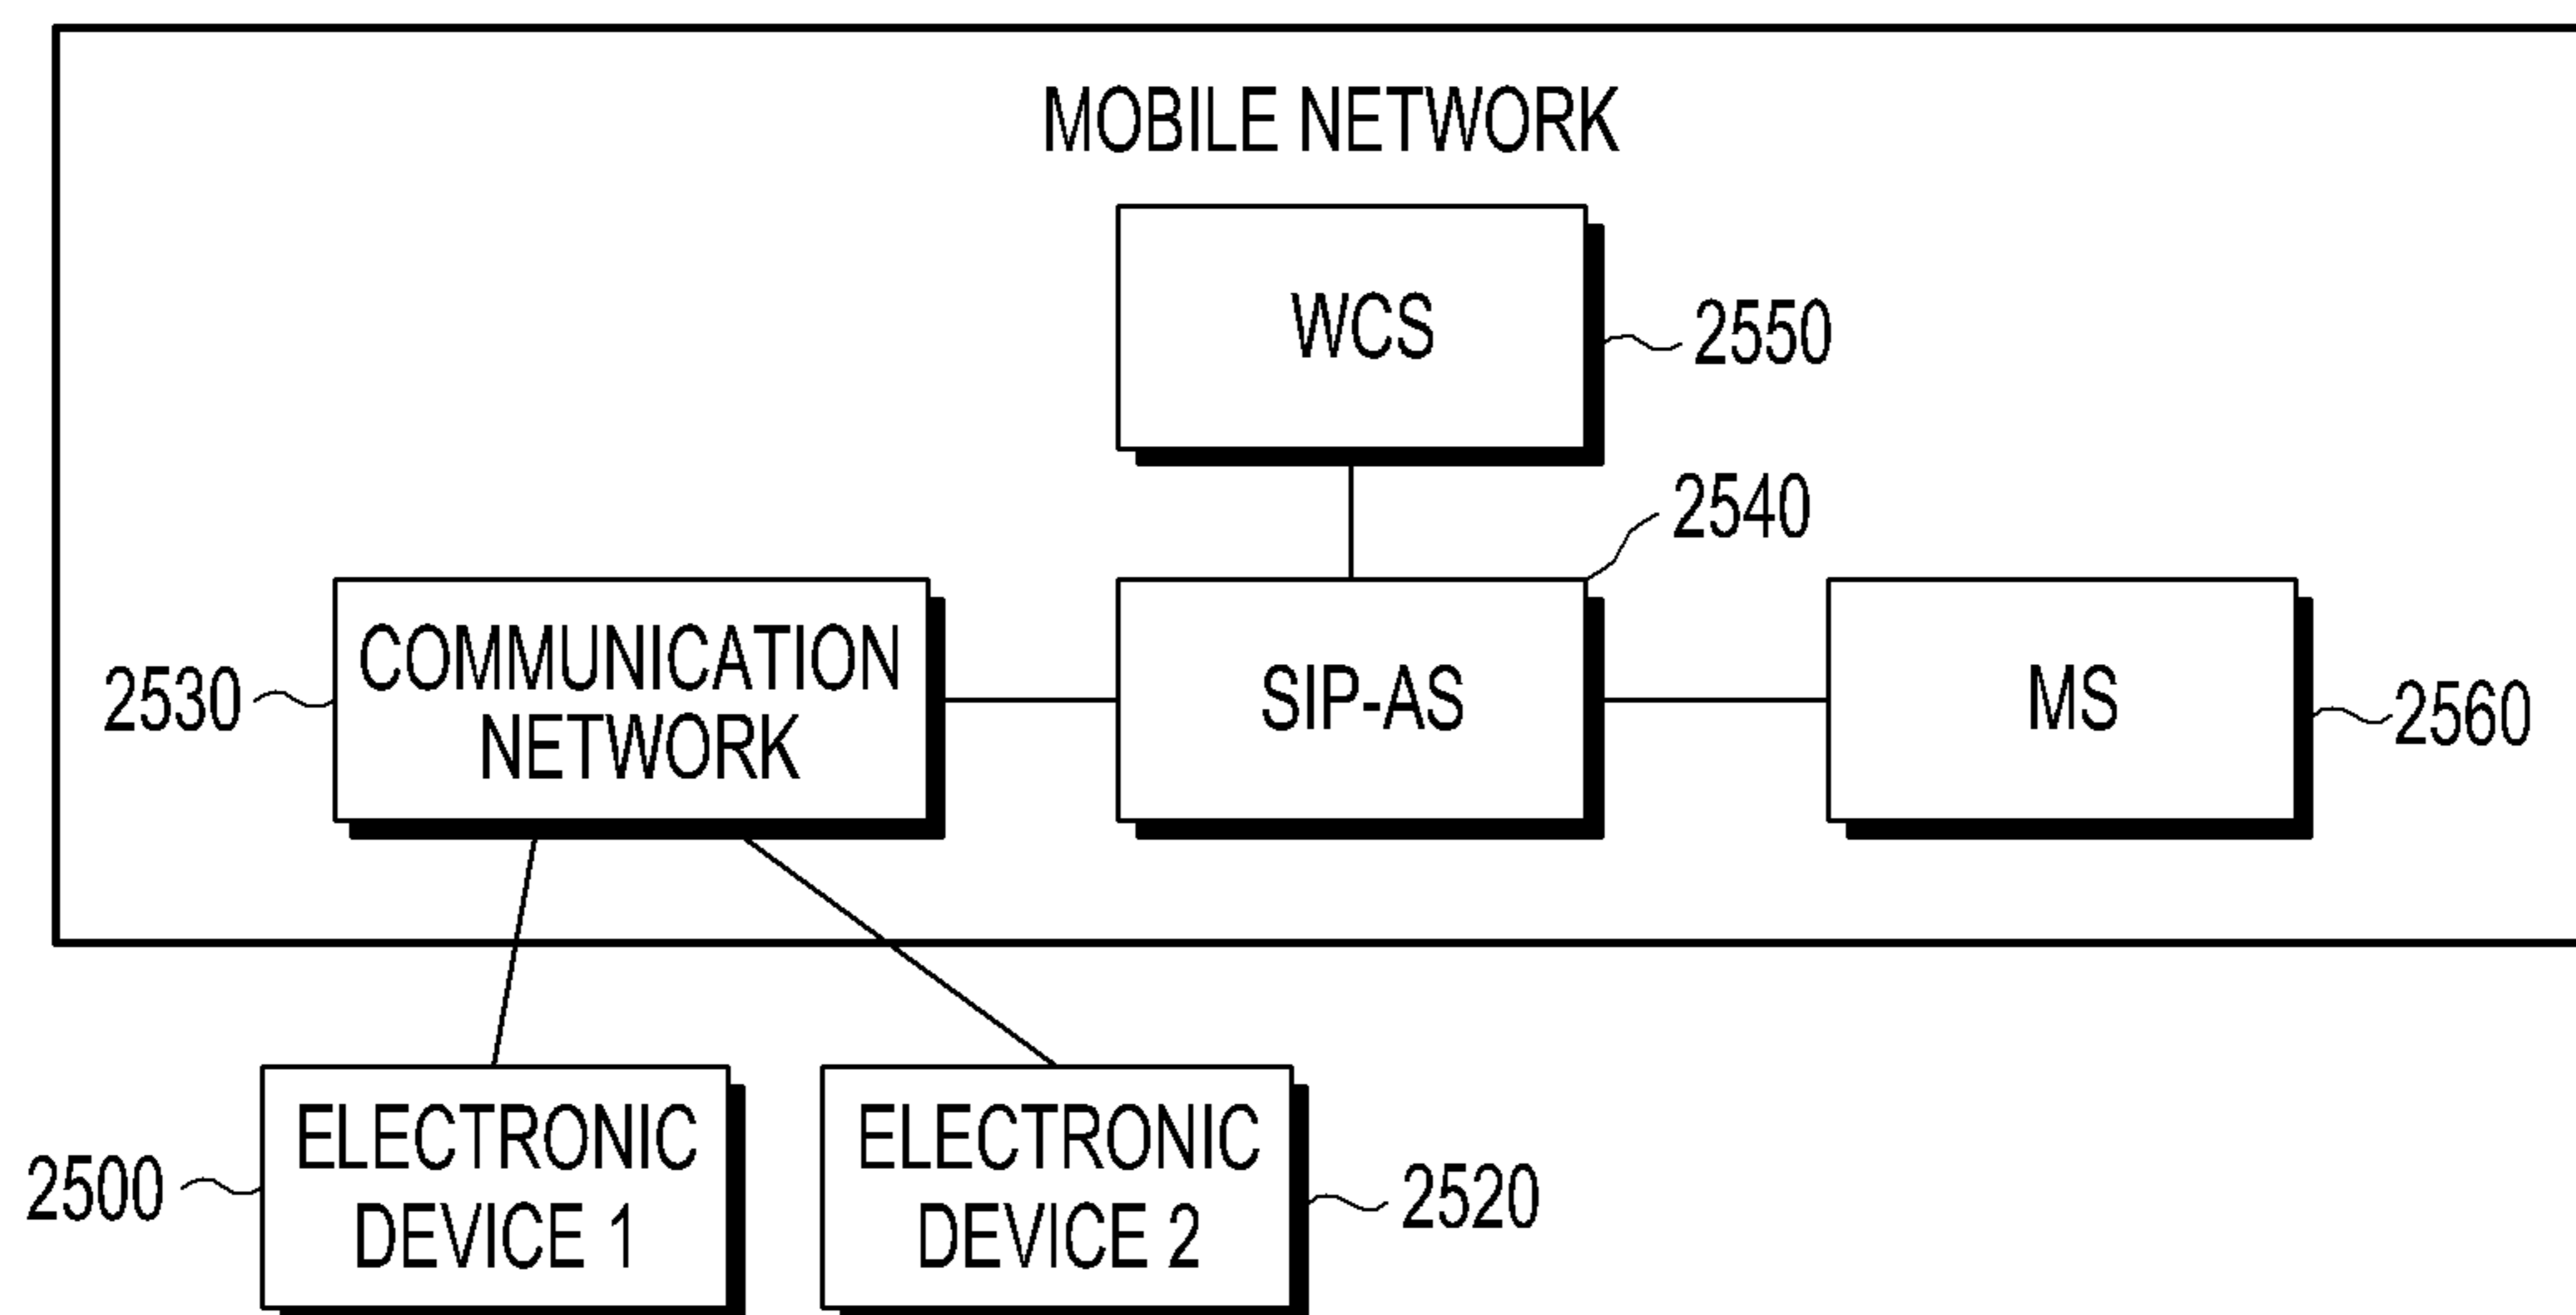 MOBILE NETWORK
WCS
2550
2540
COMMUNICATION
NETWORK
2530
SIP-AS
MS
2560
ELECTRONIC
DEVICE 1
2500
ELECTRONIC
DEVICE 2
2520